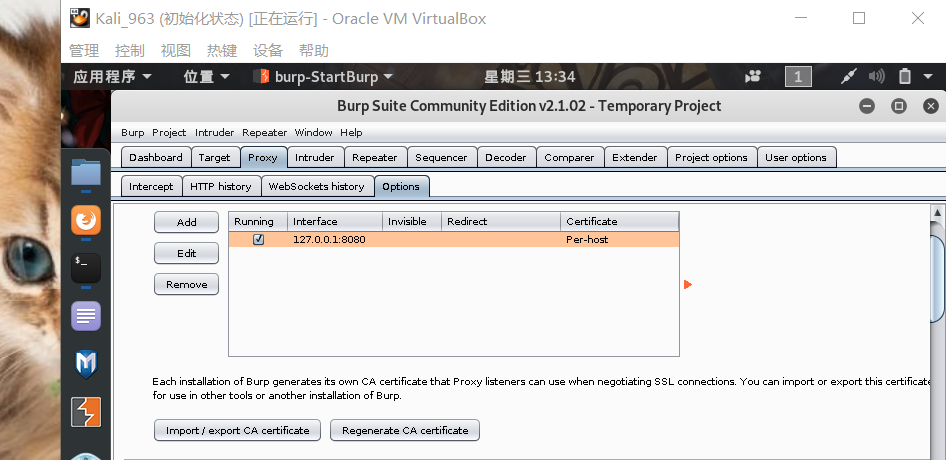 Kali_963 (初始化状态) [正在运行] - Oracle VM VirtualBox
管理 控制 视图 热键 设备 帮助
应用程序 位置 burp-StartBurp 星期三 13:34 1
Burp Suite Community Edition v2.1.02 - Temporary Project
Burp Project Intruder Repeater Window Help
Dashboard Target Proxy Intruder Repeater Sequencer Decoder Comparer Extender Project options User options
Intercept HTTP history WebSockets history Options
Add Running Interface Invisible Redirect Certificate
127.0.0.1:8080 Per-host
Edit
Remove
$_
Each installation of Burp generates its own CA certificate that Proxy listeners can use when negotiating SSL connections. You can import or export this certificate
for use in other tools or another installation of Burp.
Import / export CA certificate Regenerate CA certificate